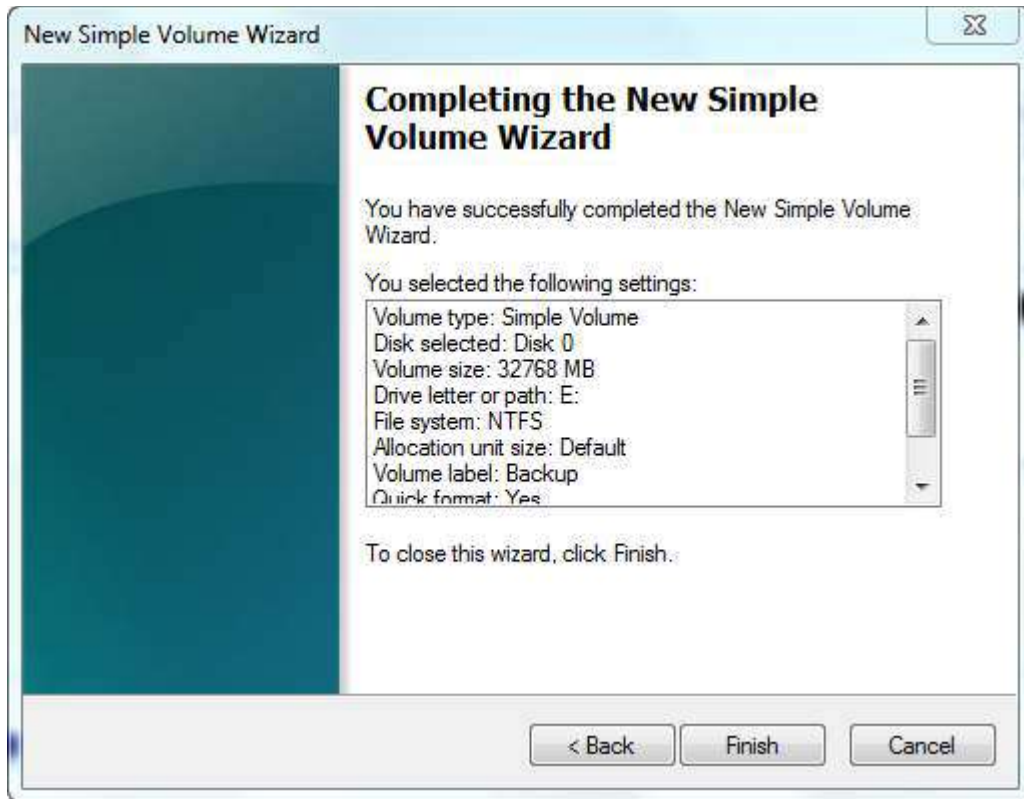 New Simple Volume Wizard
Completing the New Simple
Volume Wizard
You have successfully completed the New Simple Volume
Wizard.
You selected the following settings:
Volume type: Simple Volume
Disk selected: Disk 0
Volume size: 32768 MB
Drive letter or path: E:
File system: NTFS
Allocation unit size: Default
Volume label: Backup
Quick format: Yes
To close this wizard, click Finish.
< Back Finish Cancel